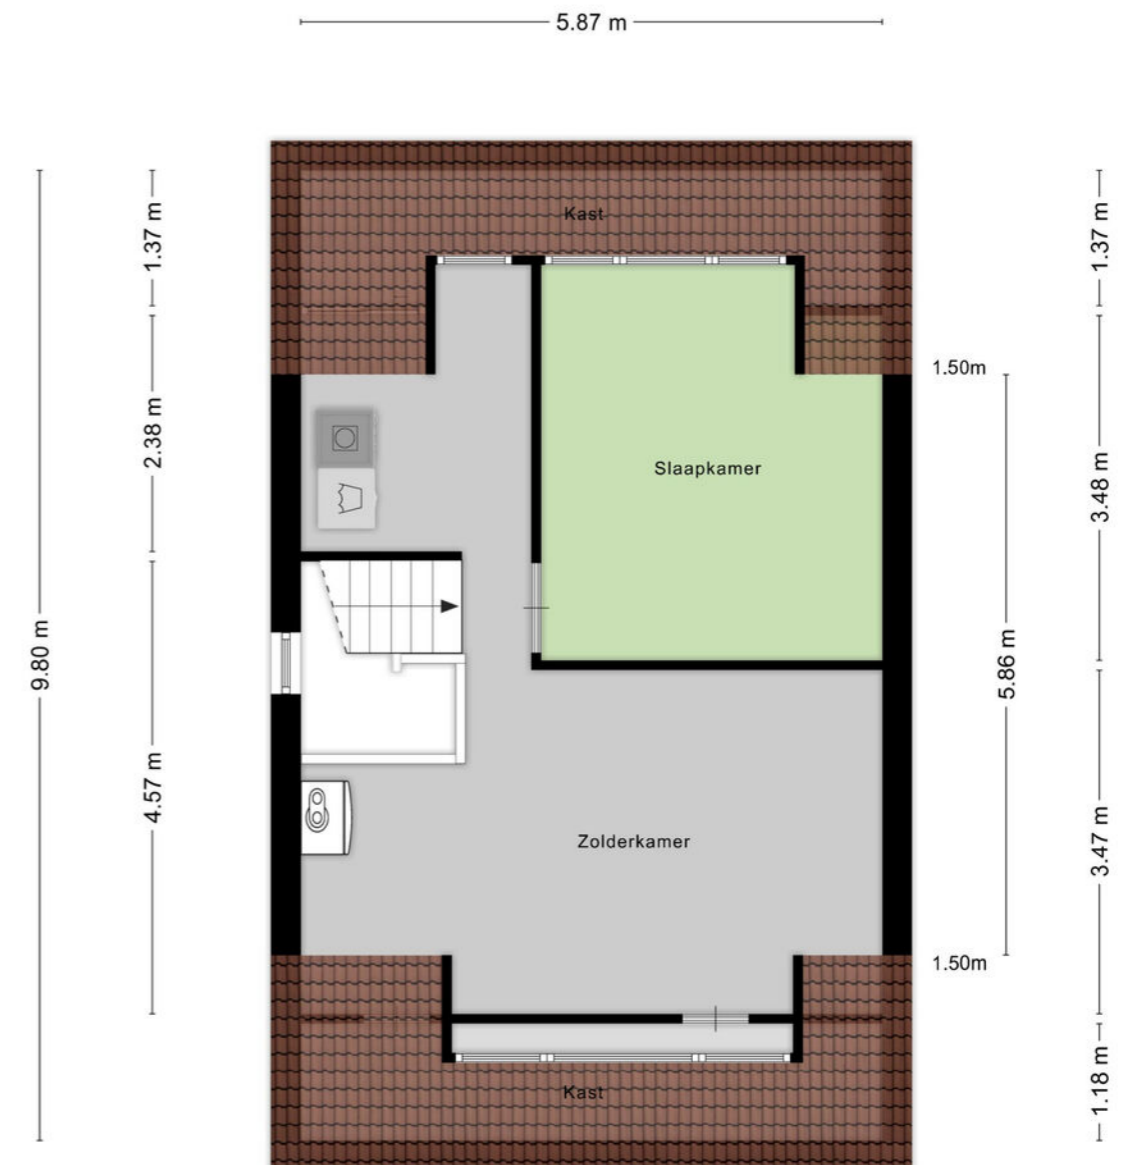 5.87 m
Kast
1.37 m
1.37 m
1.50m
2.38 m
Slaapkamer
3.48 m
9.80 m
5.86 m
4.57 m
Zolderkamer
3.47 m
1.50m
Kast
1.18 m